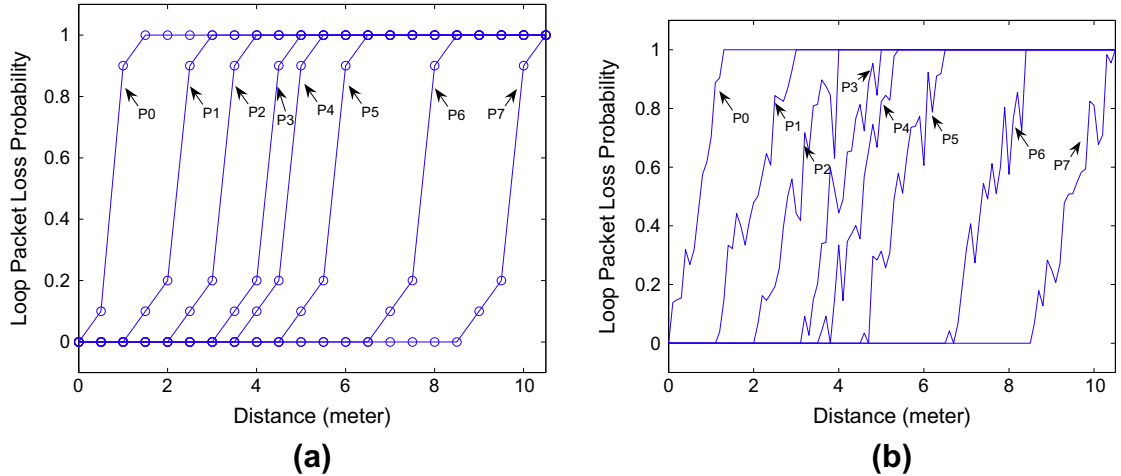 Loop Packet Loss Probability
1
0.8
0.6
0.4
0.2
0
P0
P1
P2
P3
P4
P5
P6
P7
0 2 4 6 8 10
Distance (meter)
(a)
Loop Packet Loss Probability
1
0.8
0.6
0.4
0.2
0
P0
P1
P2
P3
P4
P5
P6
P7
0 2 4 6 8 10
Distance (meter)
(b)